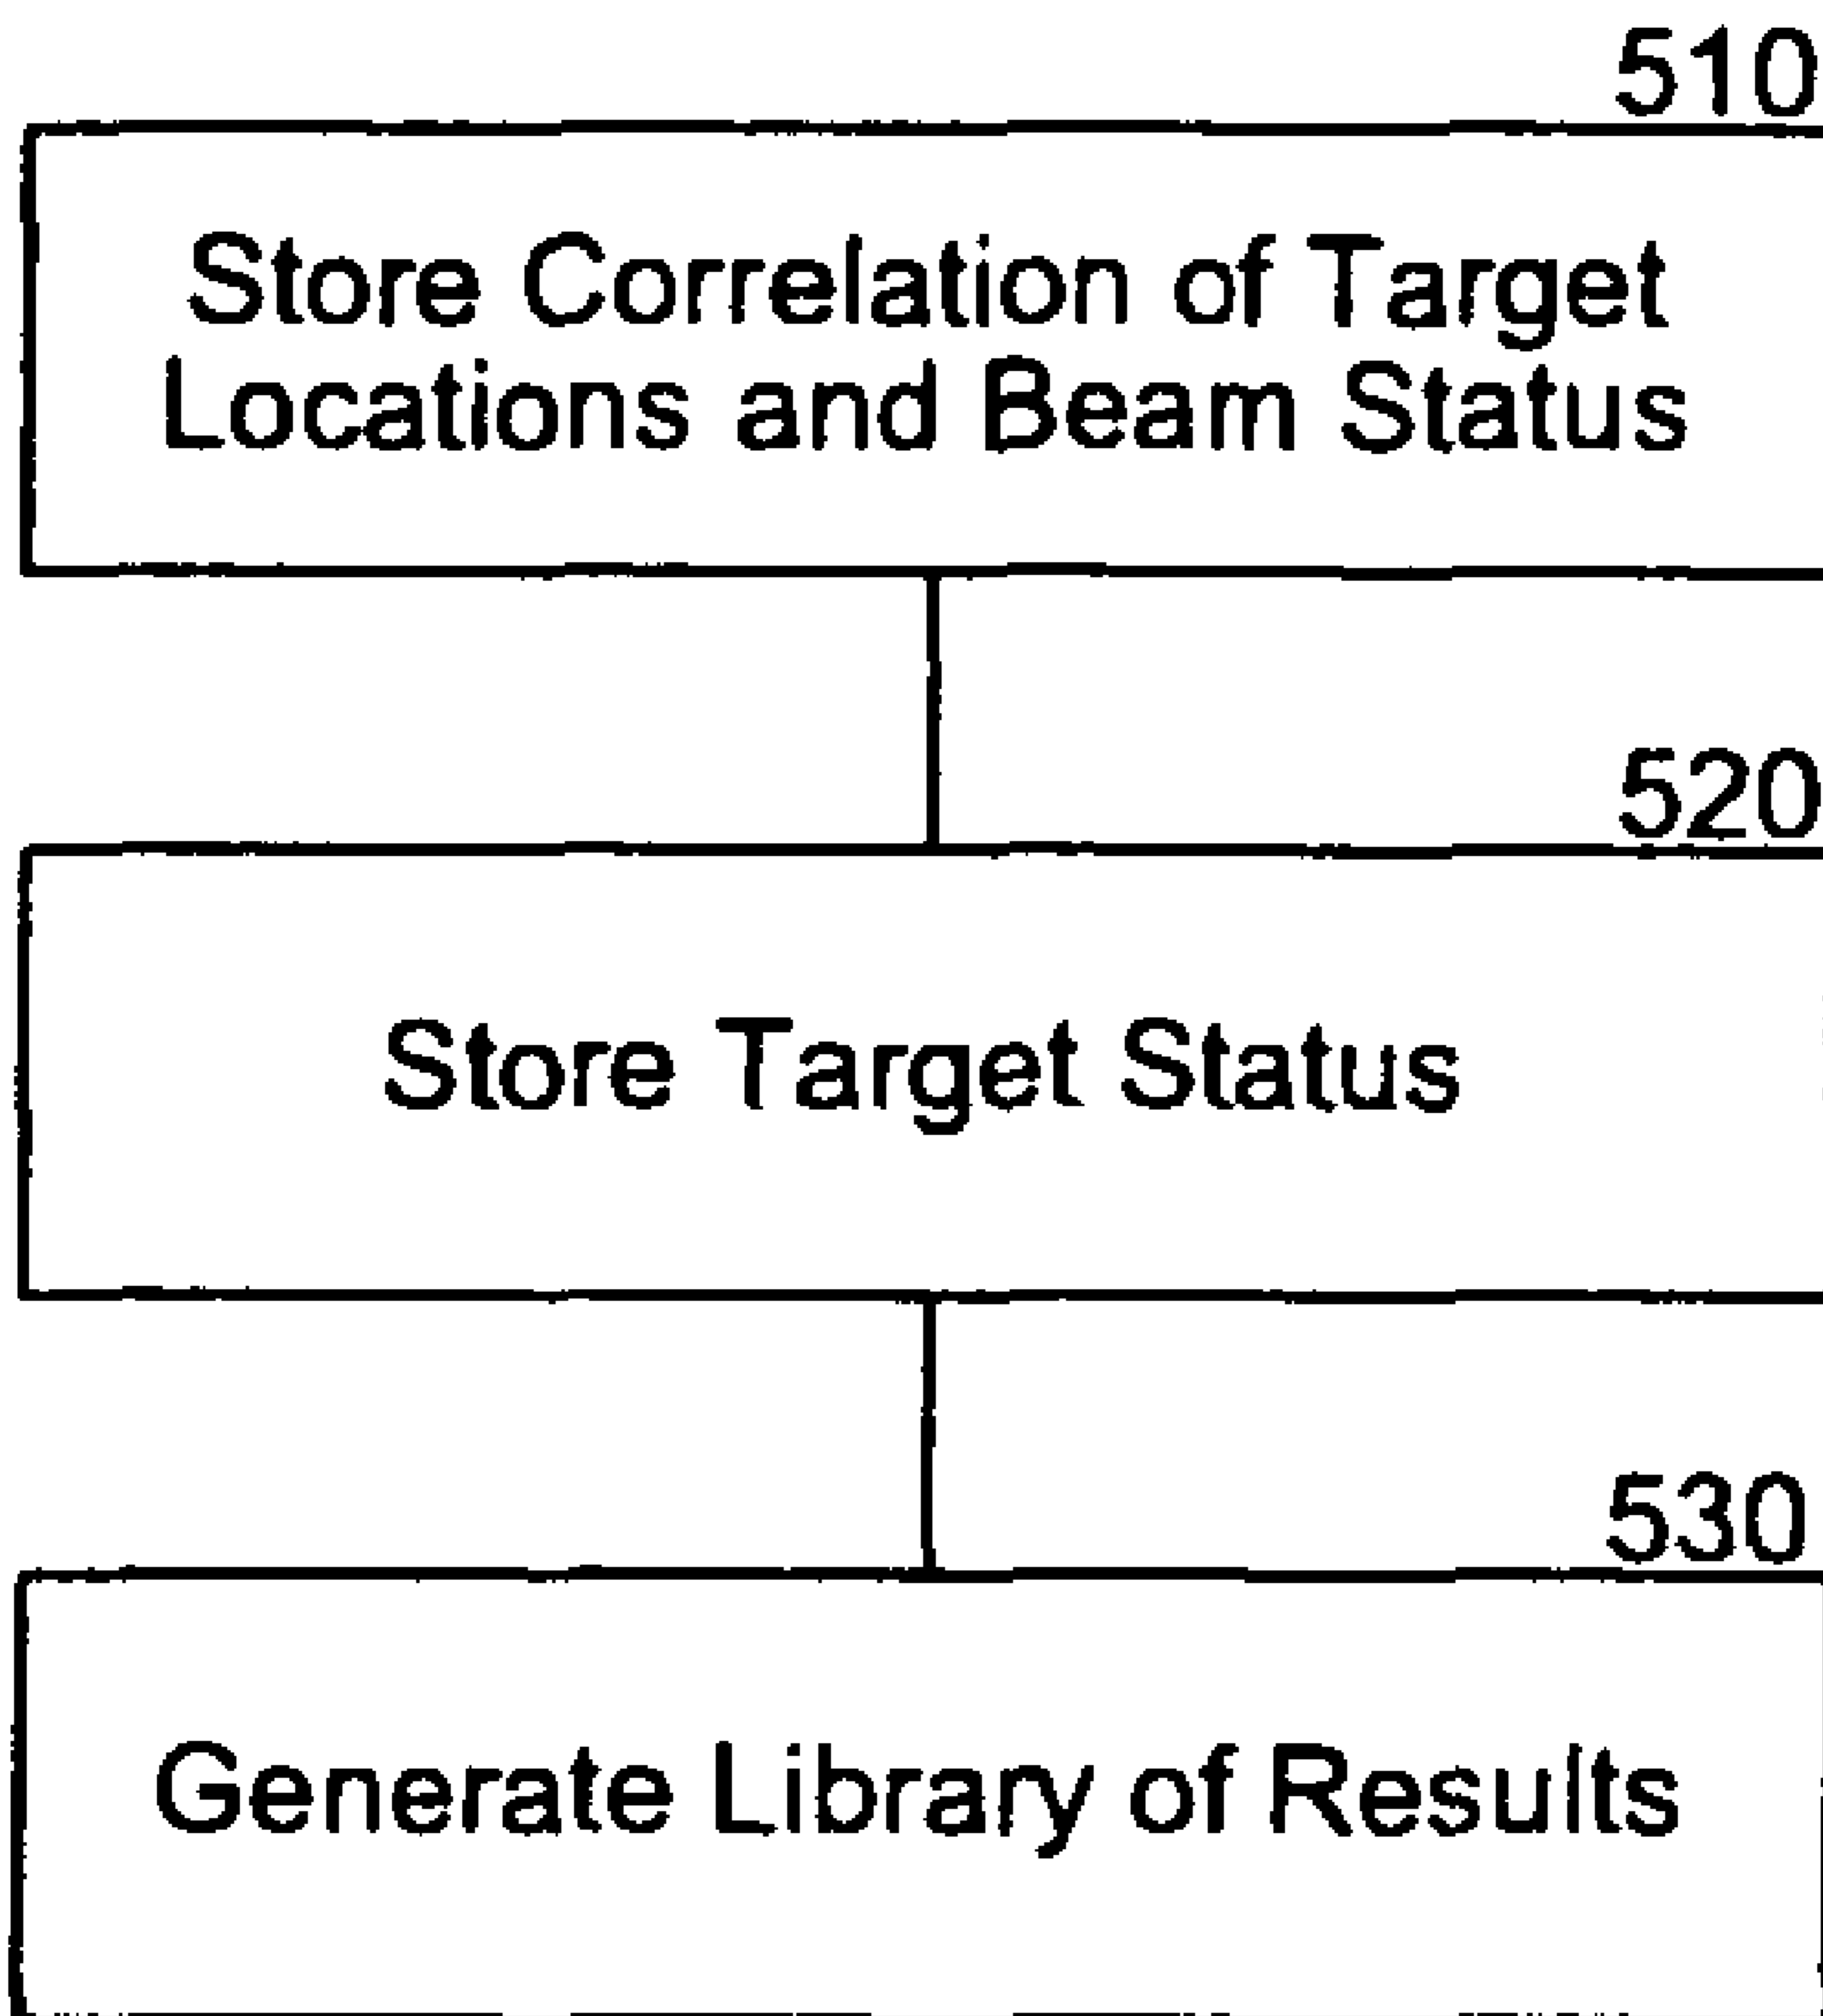 510
Store Correlation of Target
Locations and Beam Status
520
Store Target Status
530
Generate Library of Results